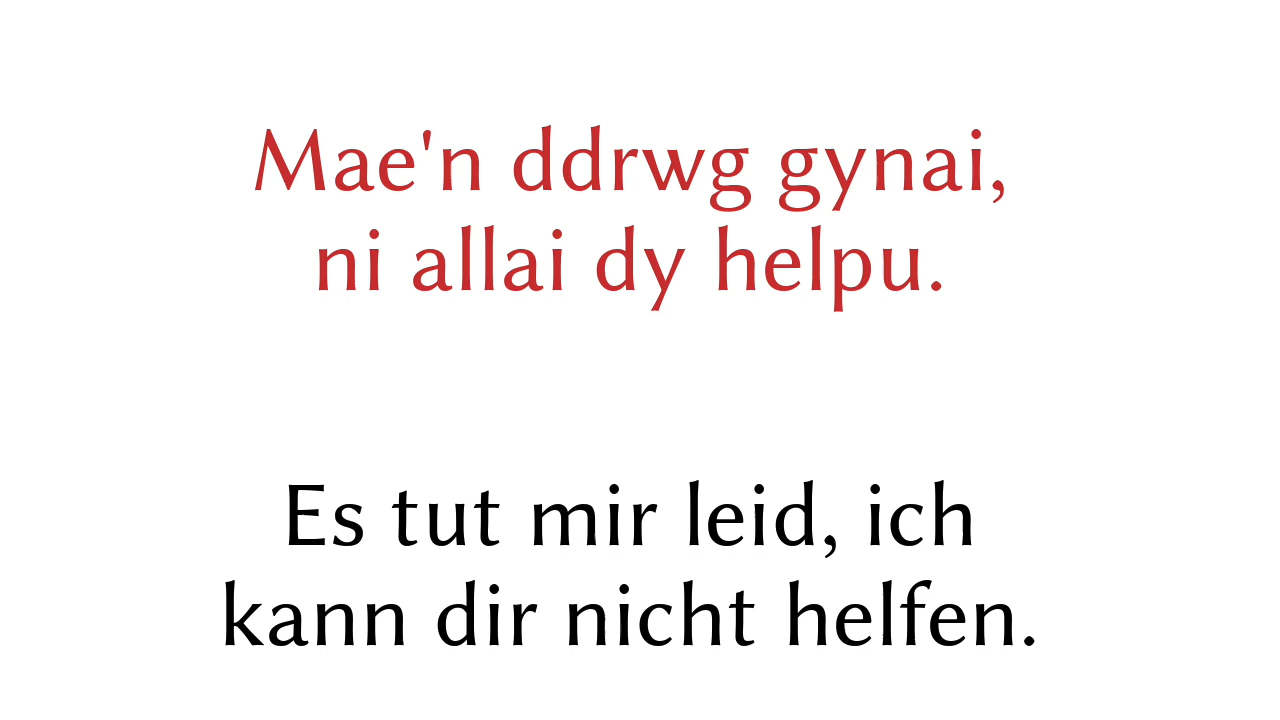 Mae'n ddrwg gynai,
ni allai dy helpu.
Es tut mir leid, ich
kann dir nicht helfen.